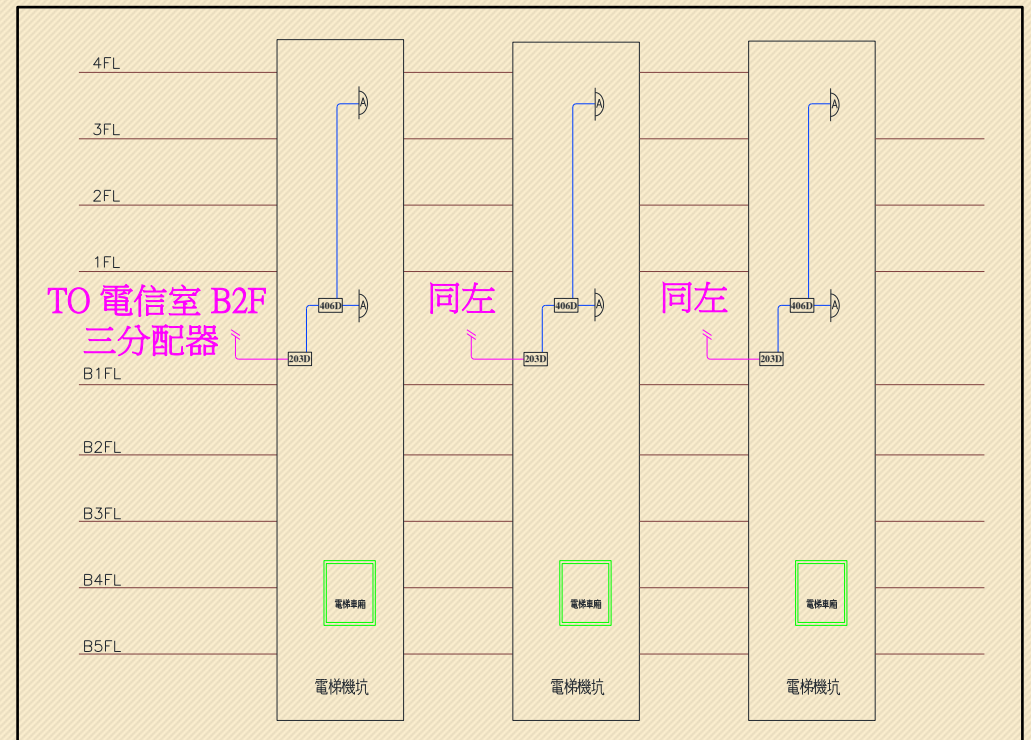 4FL
A
A
A
3FL
2FL
1FL
TO 電信室 B2F
三分配器
同左
同左
406D
A
406D
A
406D
A
203D
203D
203D
B1FL
B2FL
B3FL
B4FL
電梯車廂
電梯車廂
電梯車廂
B5FL
電梯機坑
電梯機坑
電梯機坑